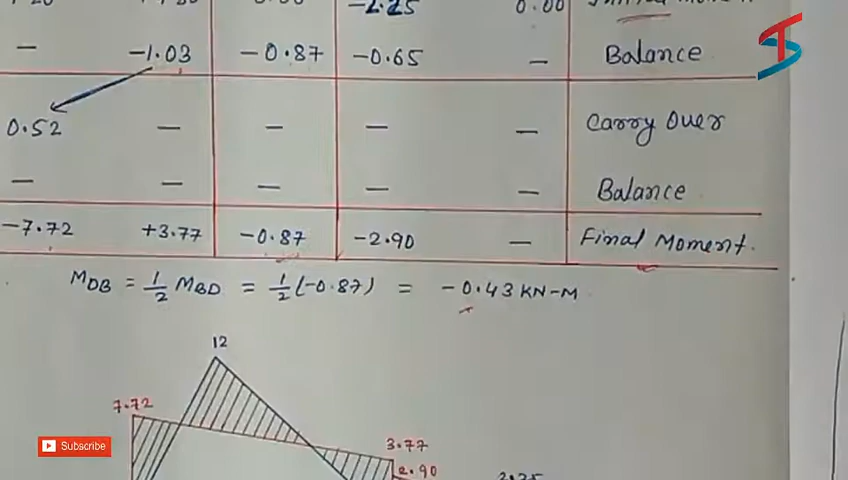 -2.25 0.00
— -1.03 -0.87 -0.65 — Balance
0.52 — — — — Carry Over
— — — — — Balance
-7.72 +3.77 -0.87 -2.90 — Final Moment.
MDB = 1/2 MBD = 1/2 (-0.87) = -0.43 KN-M
12
7.72
3.77
2.90
Subscribe